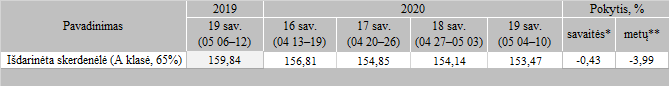 Pavadinimas 2019 2020 Pokytis, %
19 sav. (05 06–12) 16 sav. (04 13–19) 17 sav. (04 20–26) 18 sav. (04 27–05 03) 19 sav. (05 04–10) savaitės* metų**
Išdarinėta skerdenėlė (A klasė, 65%) 159,84 156,81 154,85 154,14 153,47 -0,43 -3,99